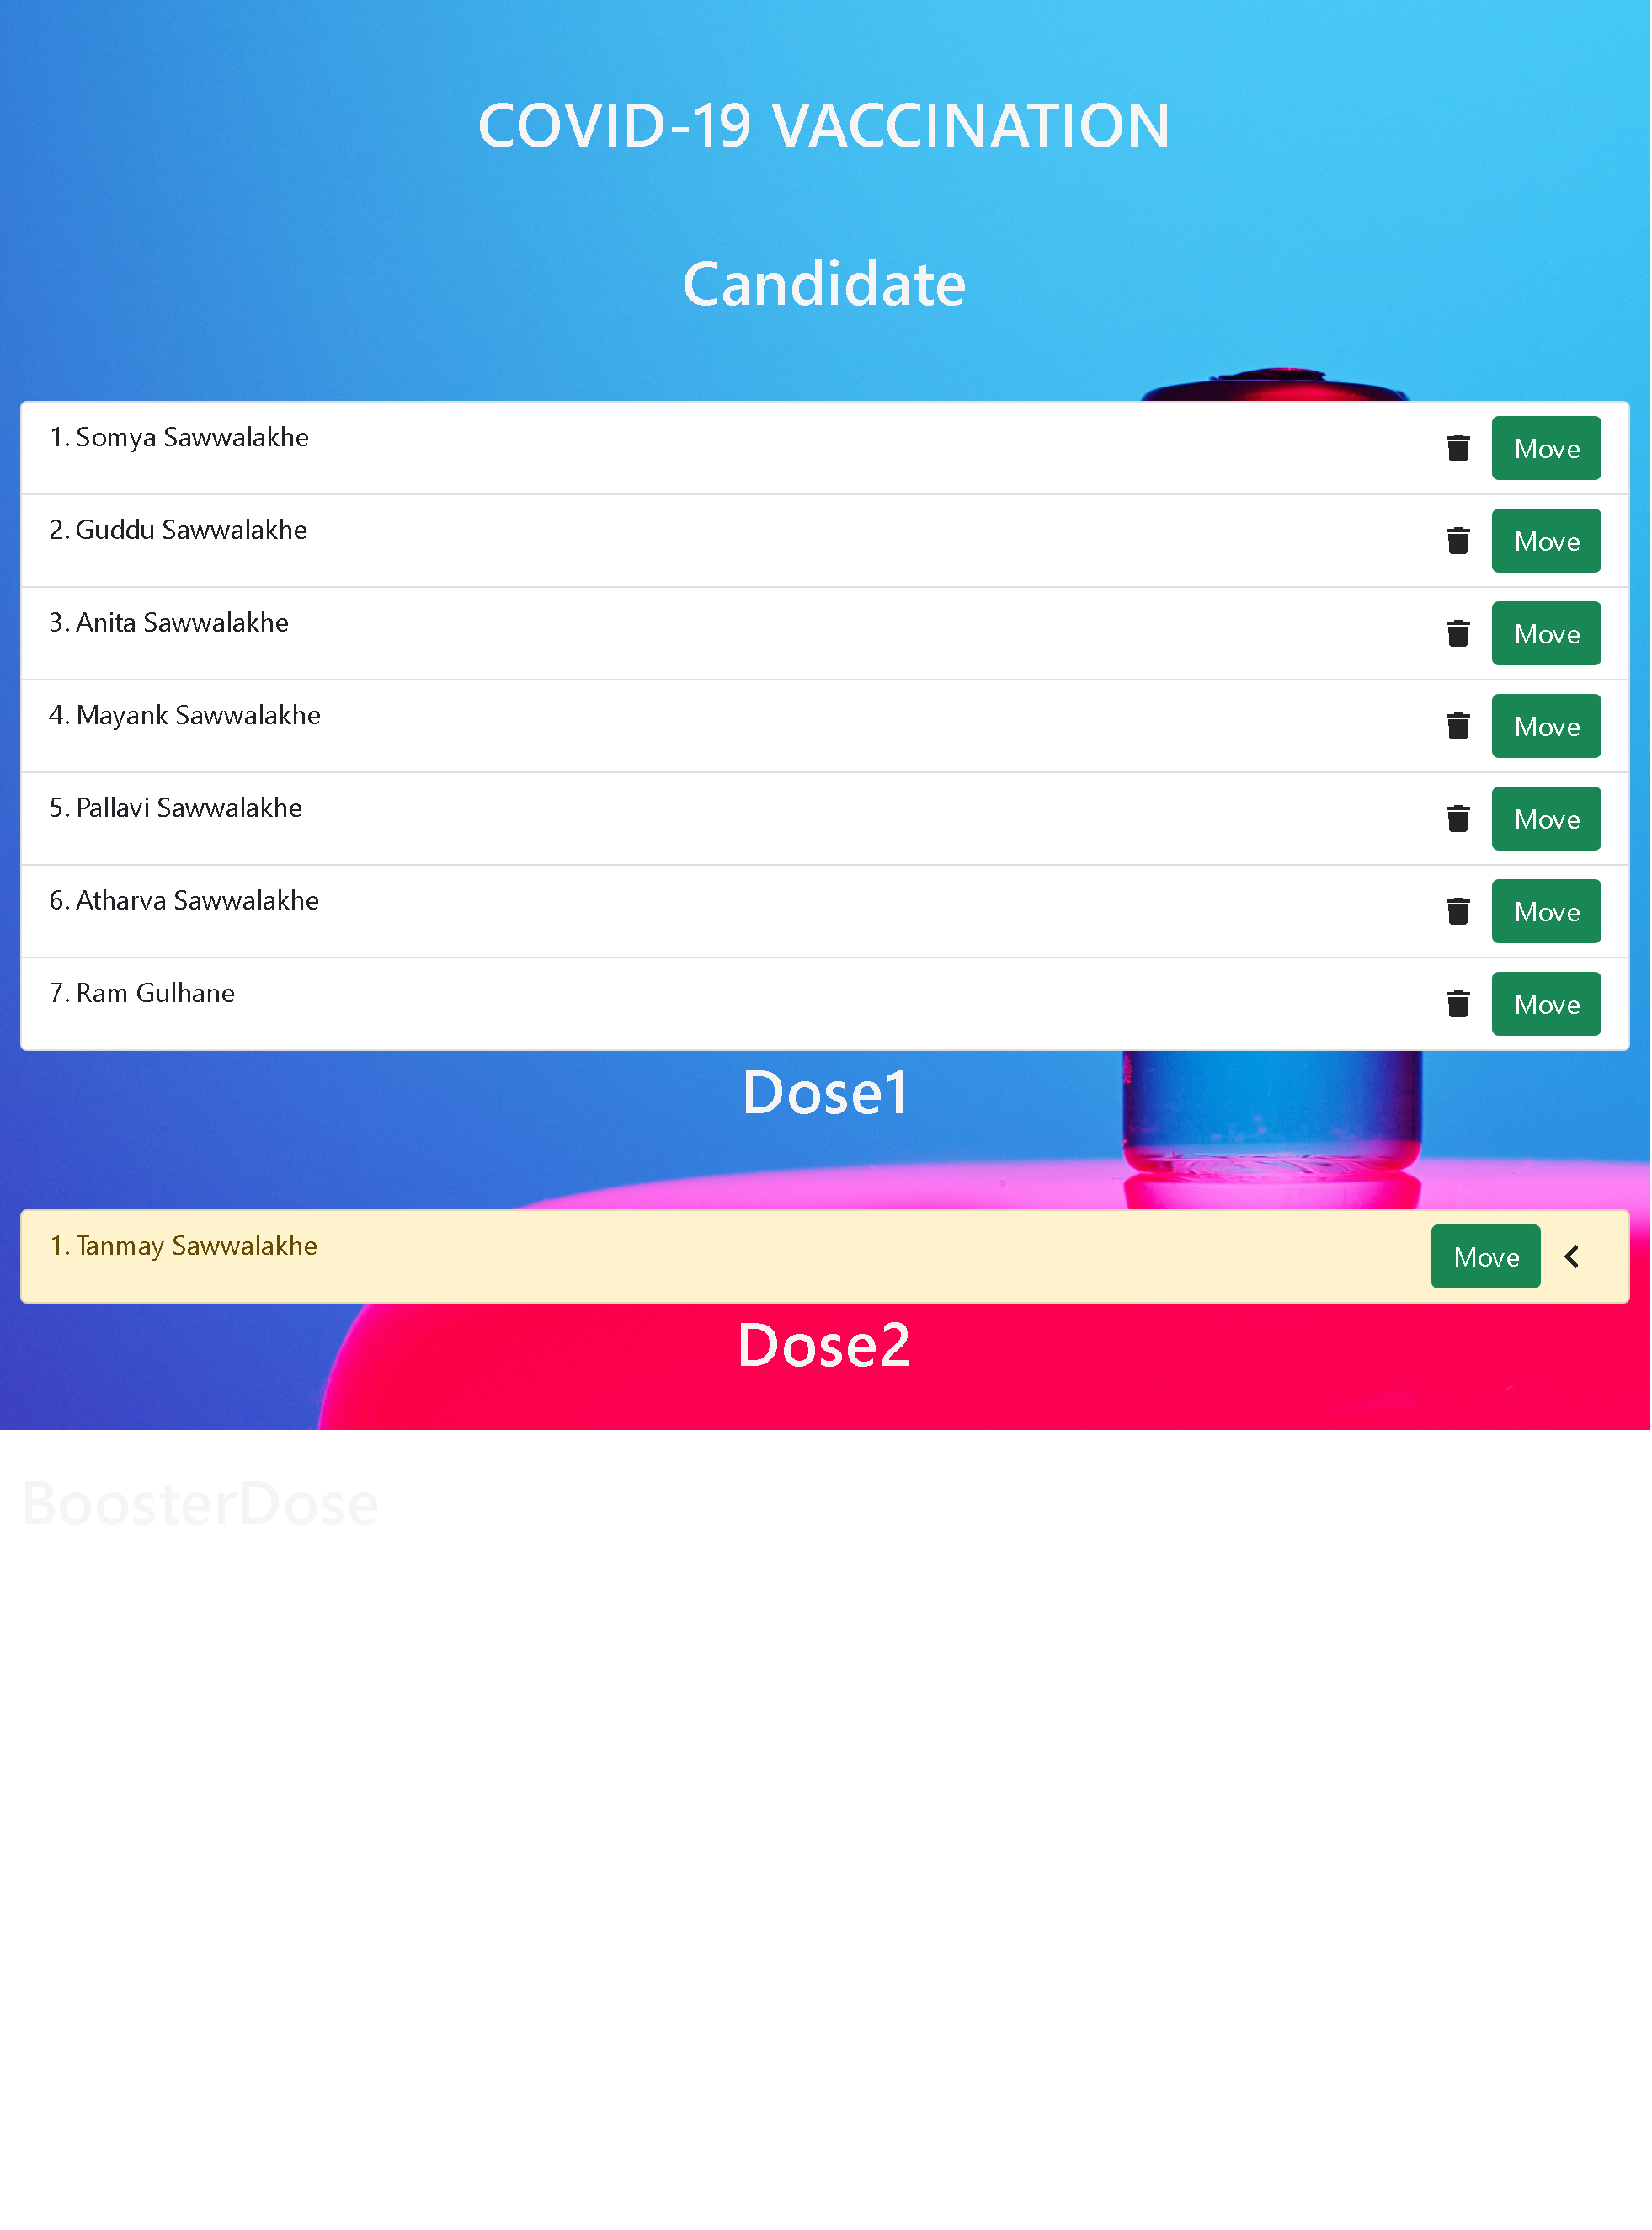 COVID-19 VACCINATION
Candidate
1. Somya Sawwalakhe Move
2. Guddu Sawwalakhe Move
3. Anita Sawwalakhe Move
4. Mayank Sawwalakhe Move
5. Pallavi Sawwalakhe Move
6. Atharva Sawwalakhe Move
7. Ram Gulhane Move
Dose1
1. Tanmay Sawwalakhe Move
Dose2
BoosterDose